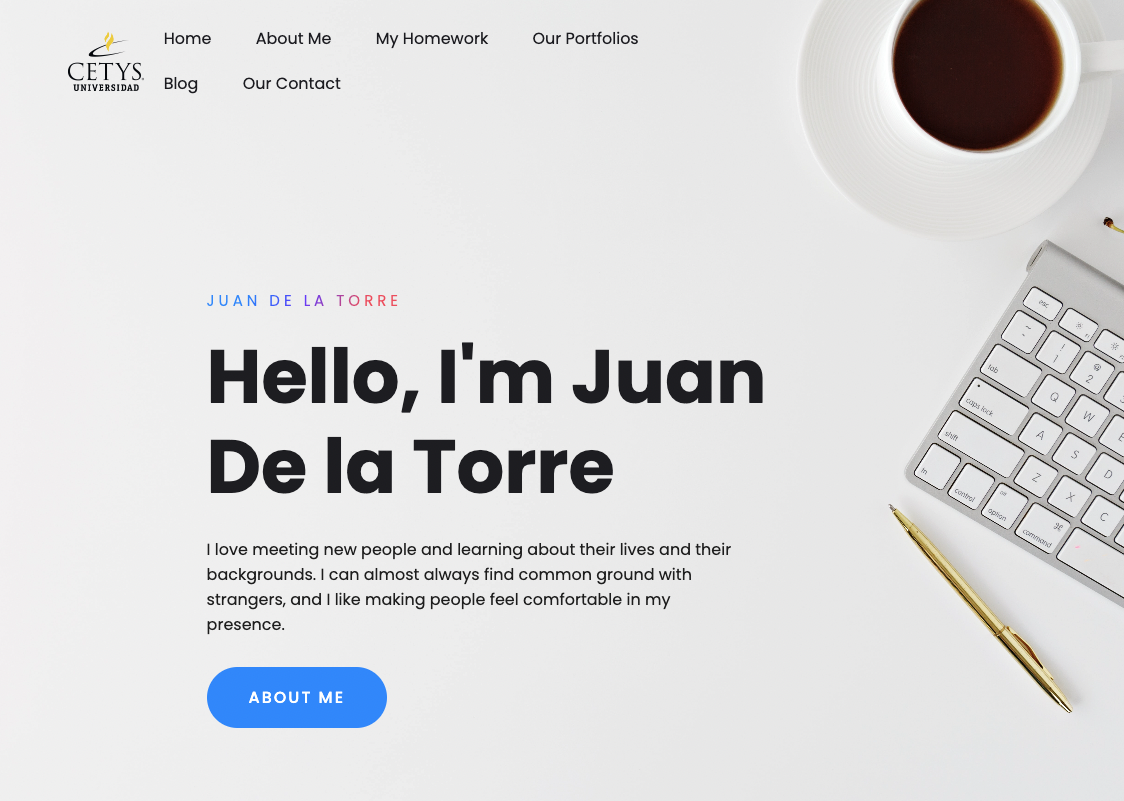 Home About Me My Homework Our Portfolios
CETYS
UNIVERSIDAD
Blog Our Contact
JUAN DE LA TORRE
Hello, I'm Juan
De la Torre
I love meeting new people and learning about their lives and their
backgrounds. I can almost always find common ground with
strangers, and I like making people feel comfortable in my
presence.
ABOUT ME
esc
~
!
@
2
tab
Q
W
caps lock
A
S
D
shift
Z
X
C
fn
control
alt
option
⌘
command